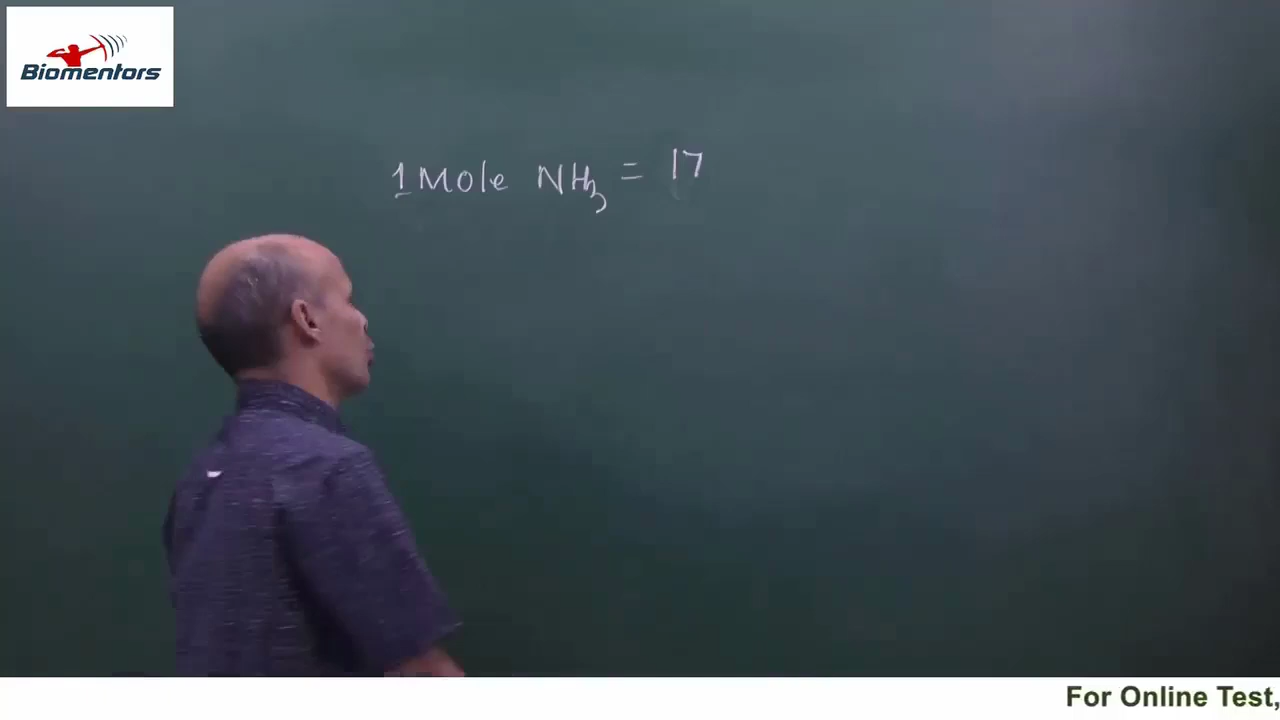 Biomentors
1 Mole NH₃ = 17
For Online Test,